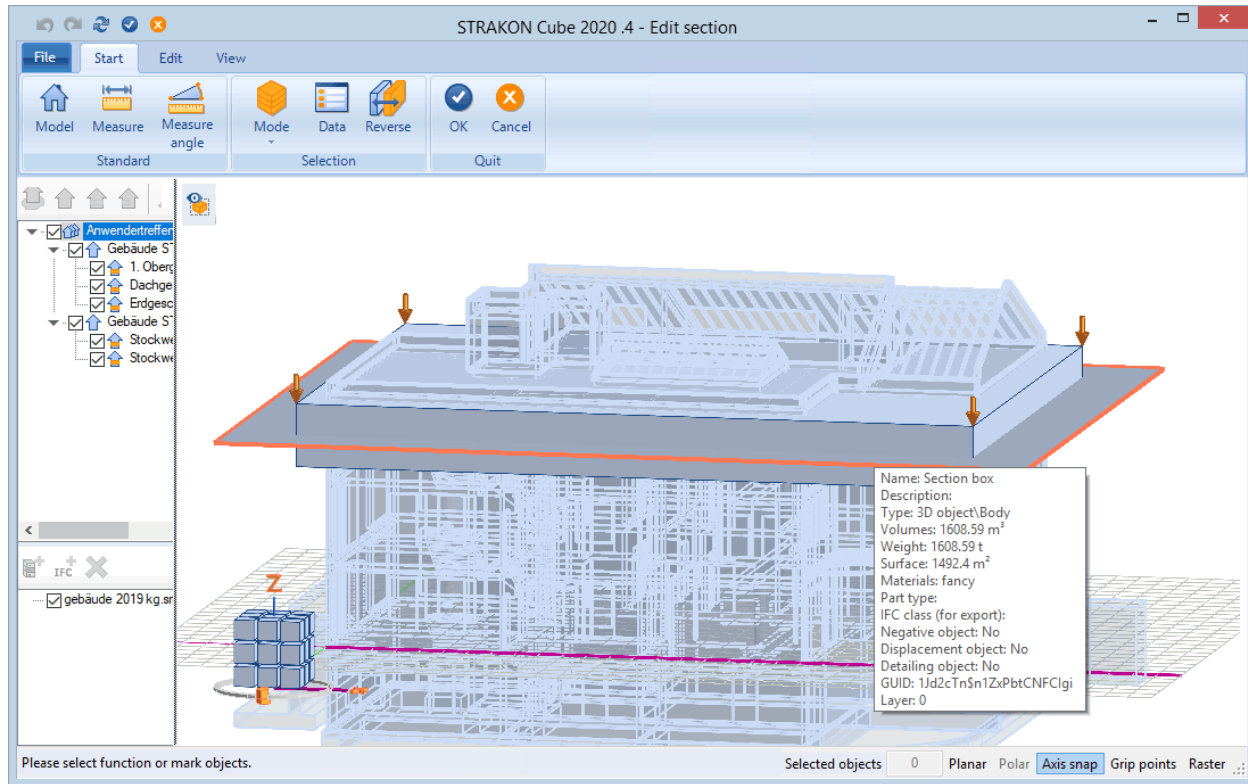 STRAKON Cube 2020 .4 - Edit section
File Start Edit View
Model Measure Measure angle Mode Data Reverse OK Cancel
Standard Selection Quit
Anwendertreffen
Gebäude ST
1. Oberg
Dachge
Erdgesc
Gebäude ST
Stockwe
Stockwe
IFC
gebäude 2019 kg.sr
Z
Name: Section box
Description:
Type: 3D object\Body
Volumes: 1608.59 m³
Weight: 1608.59 t
Surface: 1492.4 m²
Materials: fancy
Part type:
IFC class (for export):
Negative object: No
Displacement object: No
Detailing object: No
GUID: 1Jd2cTn$n1ZxPbtCNFClgi
Layer: 0
Please select function or mark objects. Selected objects 0 Planar Polar Axis snap Grip points Raster